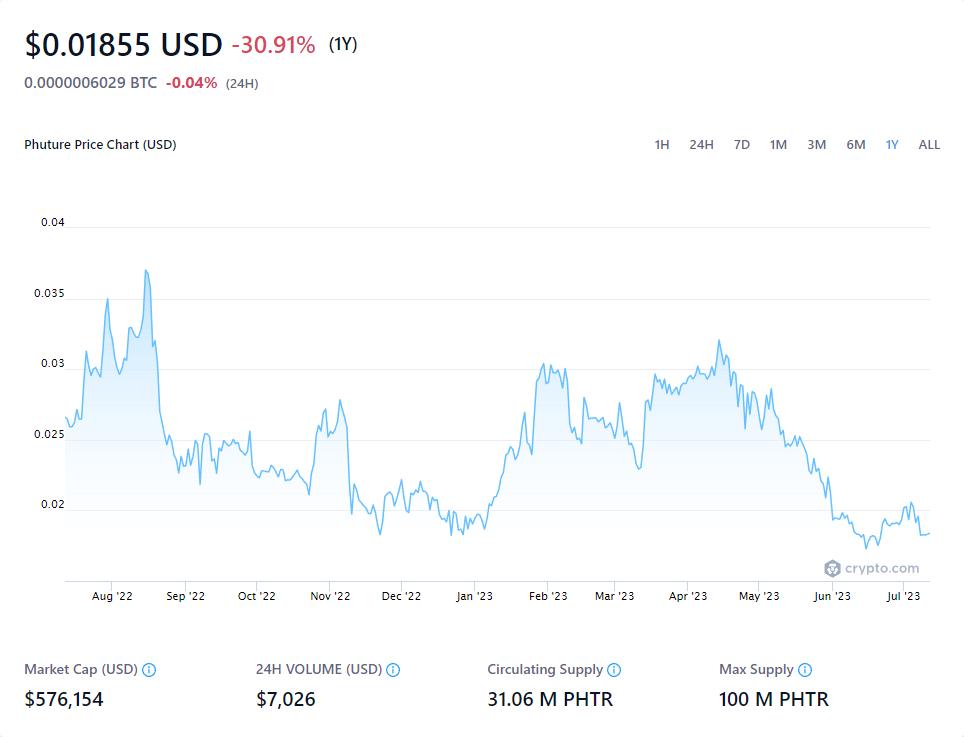 $0.01855 USD -30.91% (1Y)
0.0000006029 BTC -0.04% (24H)
Phuture Price Chart (USD) 1H 24H 7D 1M 3M 6M 1Y ALL
0.04
0.035
0.03
0.025
0.02
crypto.com
Aug '22 Sep '22 Oct '22 Nov '22 Dec '22 Jan '23 Feb '23 Mar '23 Apr '23 May '23 Jun '23 Jul '23
Market Cap (USD) 24H VOLUME (USD) Circulating Supply Max Supply
$576,154 $7,026 31.06 M PHTR 100 M PHTR